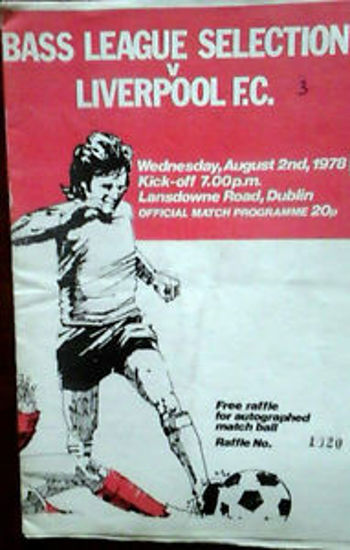 BASS LEAGUE SELECTION
v
LIVERPOOL F.C. 3
Wednesday, August 2nd, 1978
Kick-off 7.00p.m.
Lansdowne Road, Dublin
OFFICIAL MATCH PROGRAMME 20p
Free raffle
for autographed
match ball
Raffle No.